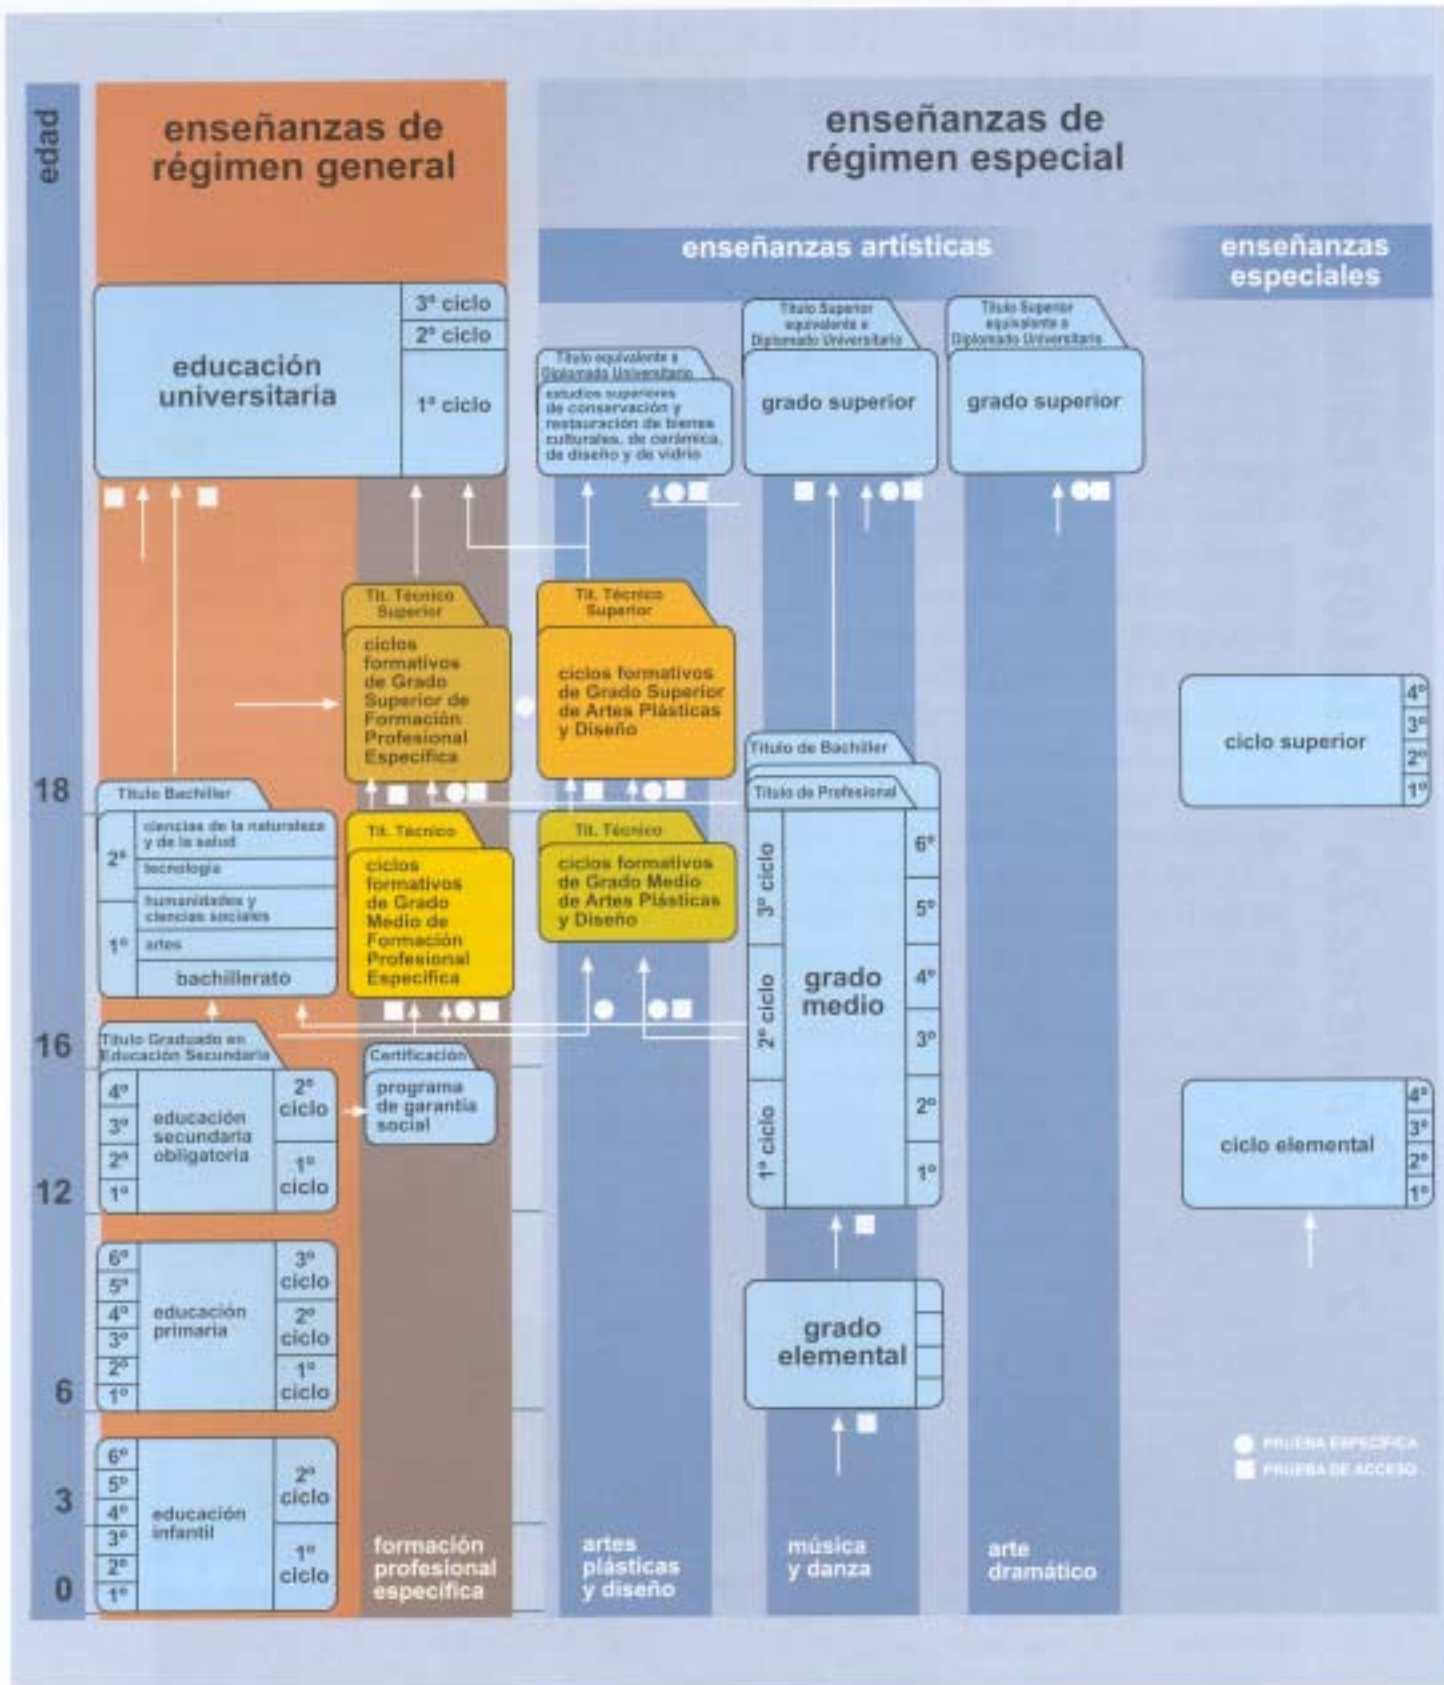 edad
enseñanzas de
régimen general
enseñanzas de
régimen especial
enseñanzas artísticas
enseñanzas
especiales
educación
universitaria
3º ciclo
2º ciclo
1º ciclo
Título equivalente a
Diplomado Universitario
estudios superiores
de conservación y
restauración de bienes
culturales, de cerámica,
de diseño y de vidrio
Título Superior
equivalente a
Diplomado Universitario
grado superior
Título Superior
equivalente a
Diplomado Universitario
grado superior
Tít. Técnico
Superior
ciclos
formativos
de Grado
Superior de
Formación
Profesional
Específica
Tít. Técnico
Superior
ciclos formativos
de Grado Superior
de Artes Plásticas
y Diseño
ciclo superior
4º
3º
2º
1º
18
Título Bachiller
2º
ciencias de la naturaleza
y de la salud
tecnología
1º
humanidades y
ciencias sociales
artes
bachillerato
Tít. Técnico
ciclos
formativos
de Grado
Medio de
Formación
Profesional
Específica
Tít. Técnico
ciclos formativos
de Grado Medio
de Artes Plásticas
y Diseño
Título de Bachiller
Título de Profesional
3º ciclo
2º ciclo
1º ciclo
grado
medio
6º
5º
4º
3º
2º
1º
16
Título Graduado en
Educación Secundaria
4º
3º
2º
1º
educación
secundaria
obligatoria
2º
ciclo
1º
ciclo
Certificación
programa
de garantía
social
ciclo elemental
4º
3º
2º
1º
12
6º
5º
4º
3º
2º
1º
educación
primaria
3º
ciclo
2º
ciclo
1º
ciclo
grado
elemental
6
6º
5º
4º
3º
2º
1º
educación
infantil
2º
ciclo
1º
ciclo
3
0
PRUEBA ESPECÍFICA
PRUEBA DE ACCESO
formación
profesional
específica
artes
plásticas
y diseño
música
y danza
arte
dramático